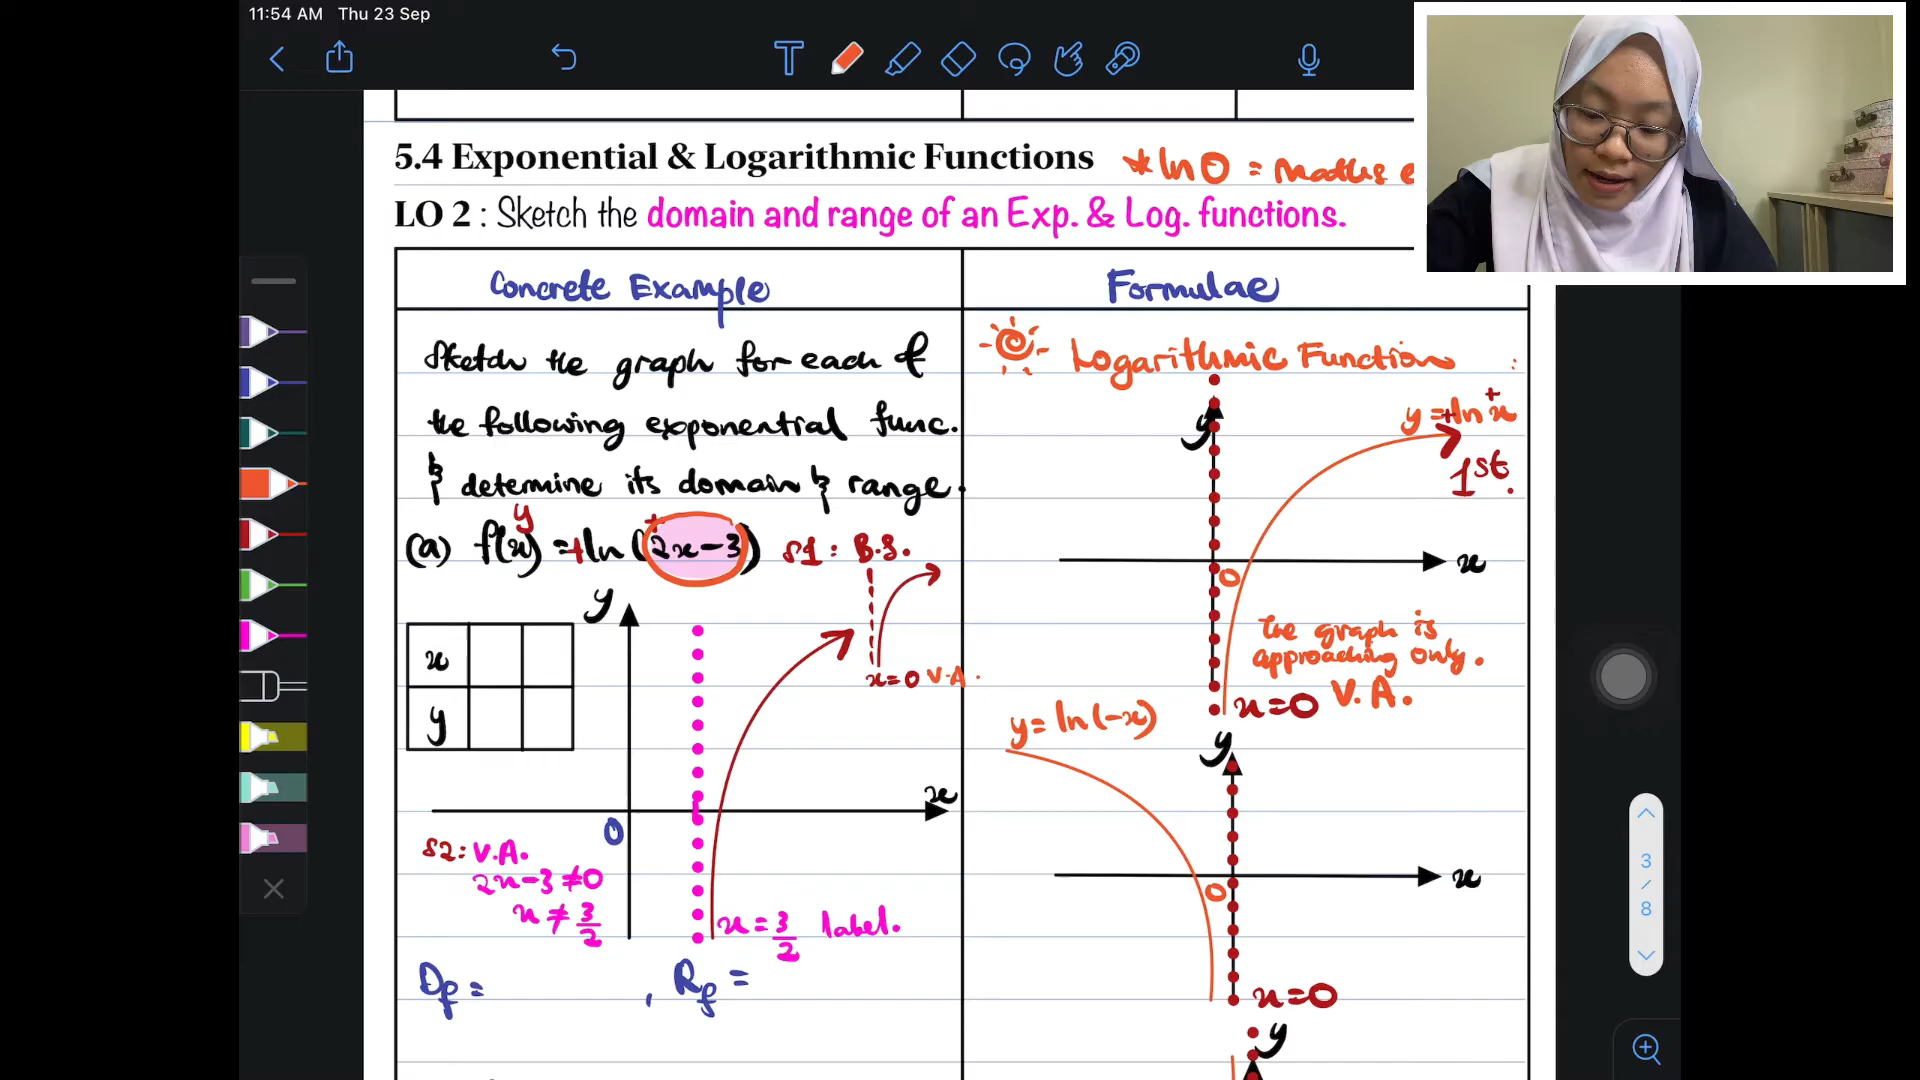 11:54 AM Thu 23 Sep
5.4 Exponential & Logarithmic Functions
* ln 0 = Maths e
LO 2 : Sketch the domain and range of an Exp. & Log. functions.
Concrete Example
Sketch the graph for each of
the following exponential func.
& determine its domain & range.
y
(a) f(x) = + ln (2x-3)
+
S1: B.S.
x=0 V.A.
x
y
y
x
0
S2: V.A.
2x-3 ≠ 0
x ≠ 3/2
x = 3/2 label.
Df = , Rf =
Formulae
Logarithmic Function :
y
y = + ln x
+
1st.
x
0
The graph is
approaching only.
x=0 V.A.
y = ln (-x)
y
x
0
x=0
y
3
/
8